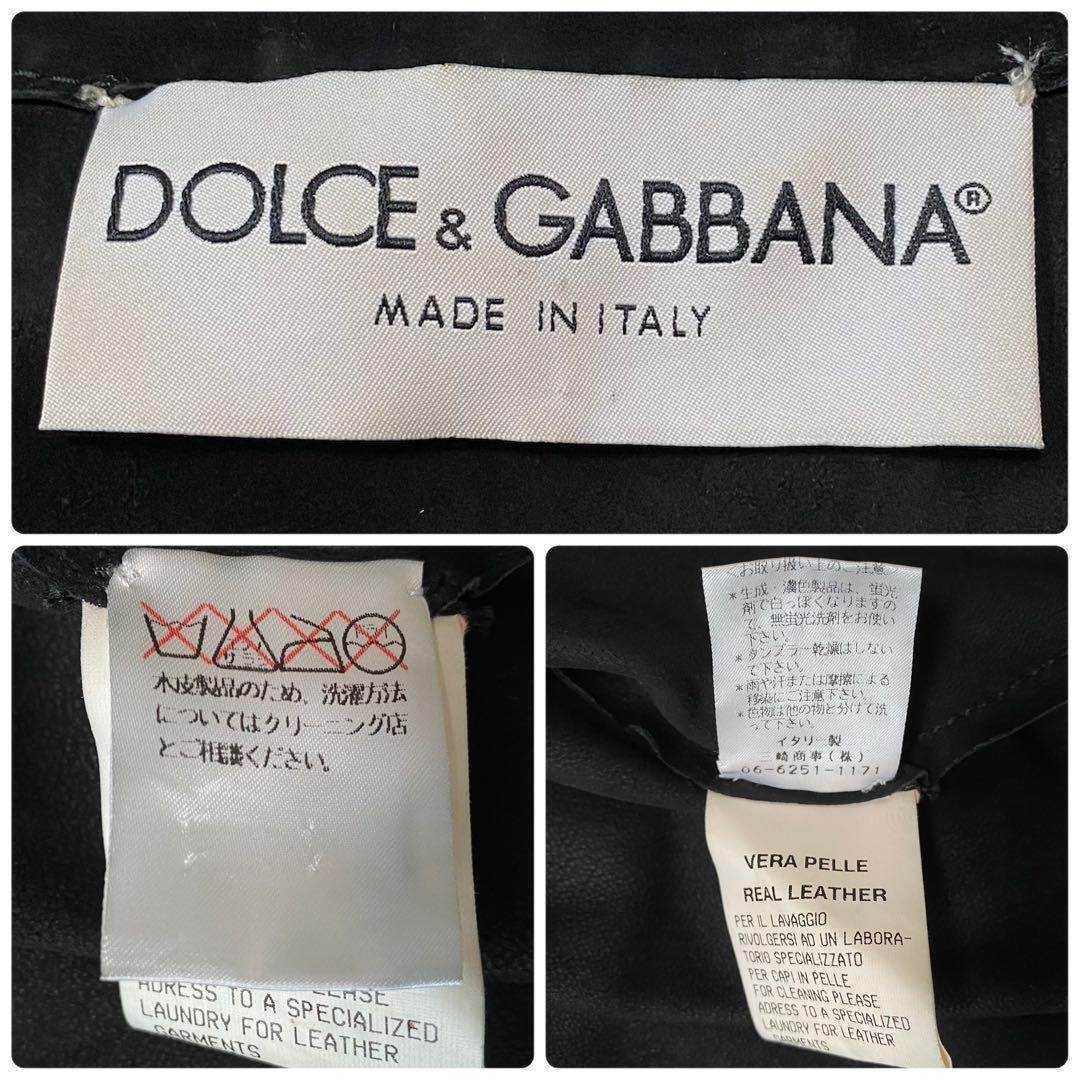 DOLCE & GABBANA®
MADE IN ITALY
木皮製品のため、洗濯方法
についてはクリーニング店
とご相談ください。
EASE
ADRESS TO A SPECIALIZED
LAUNDRY FOR LEATHER
GARMENTS
<お取り扱い上のご注意
*生成・濃色製品は、蛍光
剤で白っぽくなりますの
で、無蛍光洗剤をお使い
下さい。
*タンブラー乾燥はしない
で下さい。
*雨や汗または摩擦による
移染にご注意下さい。
*色物は他の物と分けて洗
って下さい。
イタリー製
三崎商事(株)
06-6251-1171
VERA PELLE
REAL LEATHER
PER IL LAVAGGIO
RIVOLGERSI AD UN LABORA-
TORIO SPECIALIZZATO
PER CAPI IN PELLE
FOR CLEANING PLEASE
ADRESS TO A SPECIALIZED
LAUNDRY FOR LEATHER
GARMENTS